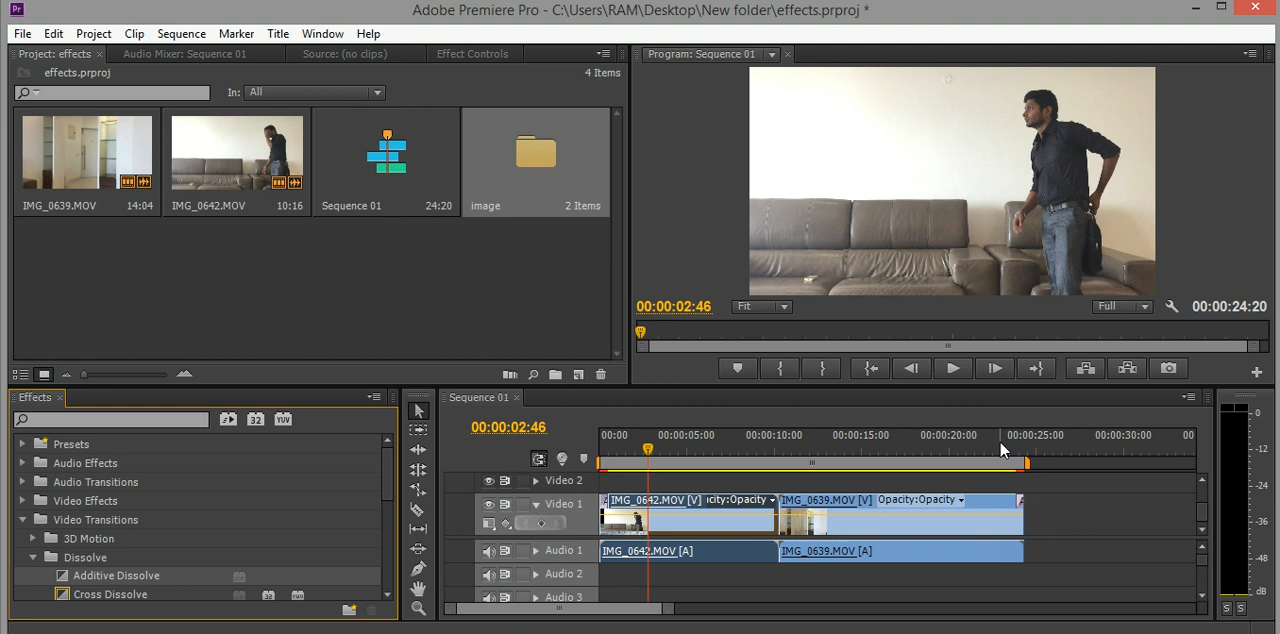 Pr Adobe Premiere Pro - C:\Users\RAM\Desktop\New folder\effects.prproj *
File Edit Project Clip Sequence Marker Title Window Help
Project: effects × Audio Mixer: Sequence 01 Source: (no clips) Effect Controls
effects.prproj 4 Items
In: All
IMG_0639.MOV 14:04 IMG_0642.MOV 10:16 Sequence 01 24:20 image 2 Items
Program: Sequence 01 ×
00:00:02:46 Fit Full 00:00:24:20
Effects ×
32 YUV
Presets
Audio Effects
Audio Transitions
Video Effects
Video Transitions
3D Motion
Dissolve
Additive Dissolve
Cross Dissolve 32 YUV
Sequence 01 ×
00:00:02:46
00:00 00:00:05:00 00:00:10:00 00:00:15:00 00:00:20:00 00:00:25:00 00:00:30:00 00
Video 2
Video 1 IMG_0642.MOV [V] icity:Opacity IMG_0639.MOV [V] Opacity:Opacity
Audio 1 IMG_0642.MOV [A] IMG_0639.MOV [A]
Audio 2
Audio 3
0
-12
-24
-36
-48
dB
S S